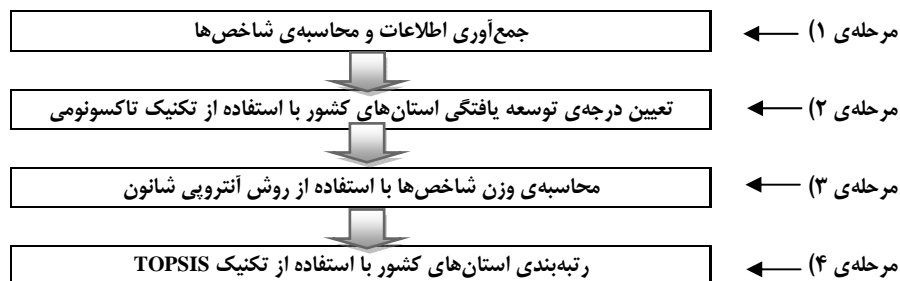 مرحله‌ی ۱) جمع‌آوری اطلاعات و محاسبه‌ی شاخص‌ها
مرحله‌ی ۲) تعیین درجه‌ی توسعه یافتگی استان‌های کشور با استفاده از تکنیک تاکسونومی
مرحله‌ی ۳) محاسبه‌ی وزن شاخص‌ها با استفاده از روش آنتروپی شانون
مرحله‌ی ۴) رتبه‌بندی استان‌های کشور با استفاده از تکنیک TOPSIS